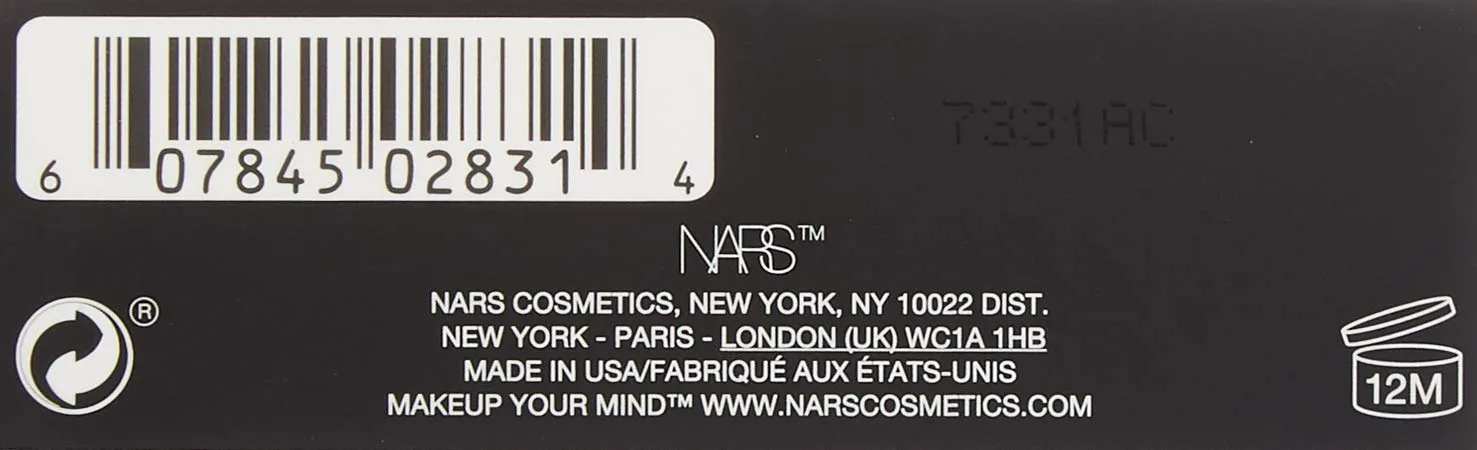 6 07845 02831 4
7331AC
NARS™
®
NARS COSMETICS, NEW YORK, NY 10022 DIST.
NEW YORK - PARIS - LONDON (UK) WC1A 1HB
MADE IN USA/FABRIQUÉ AUX ÉTATS-UNIS
MAKEUP YOUR MIND™ WWW.NARSCOSMETICS.COM
12M